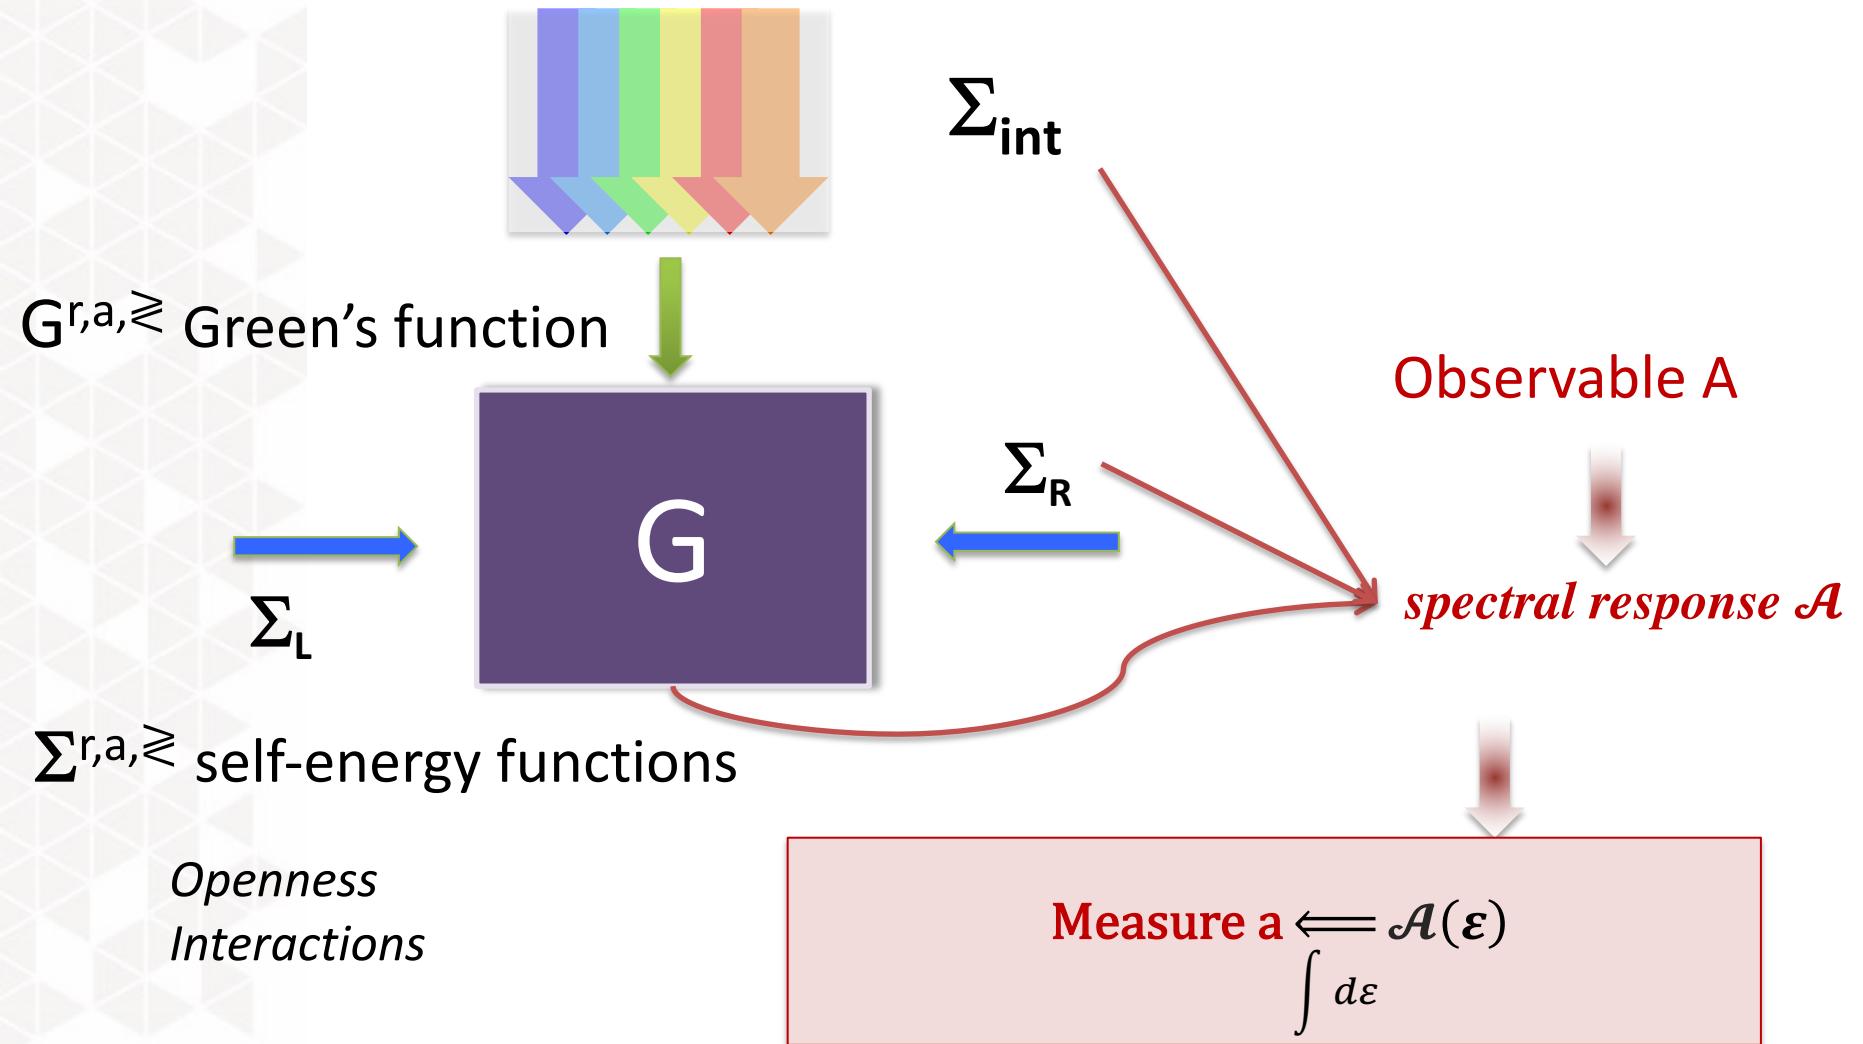 Σint
Gr,a,≷ Green’s function
Observable A
ΣR
G
spectral response 𝓐
ΣL
Σr,a,≷ self-energy functions
Openness
Interactions
Measure a ⟸ 𝓐(ε)
∫ dε